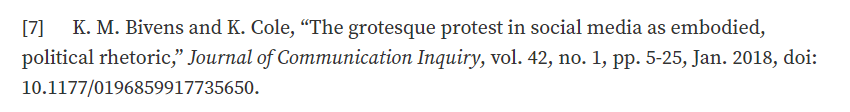 [7] K. M. Bivens and K. Cole, “The grotesque protest in social media as embodied,
political rhetoric,” Journal of Communication Inquiry, vol. 42, no. 1, pp. 5-25, Jan. 2018, doi:
10.1177/0196859917735650.